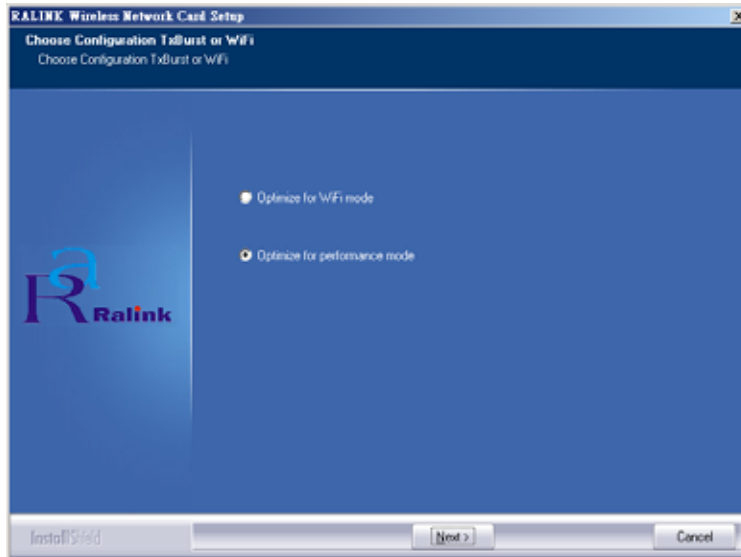 RALINK Wireless Network Card Setup
Choose Configuration TxBurst or WiFi
Choose Configuration TxBurst or WiFi
Optimize for WiFi mode
Optimize for performance mode
Ra
Ralink
InstallShield
Next >
Cancel